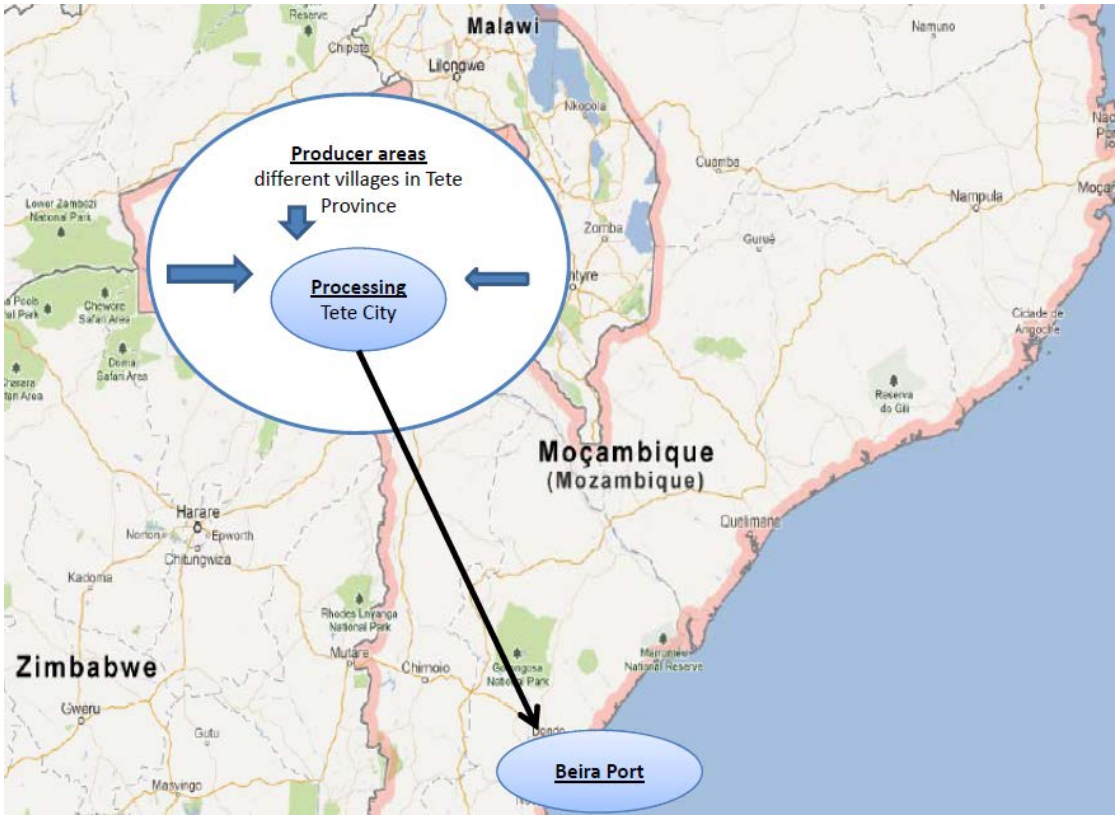 Malawi
Namuno
Reserve
Chipata
Lilongwe
Nkocola
Cuamba
Nampula
Producer areas
different villages in Tete
Province
Lower Zambezi
National Park
Zomba
Gurué
ntyre
Processing
Tete City
Chewore
Safari Area
Doma
Safari Area
Cidade de
Angoche
Reserva
do Gili
Moçambique
(Mozambique)
Quelimane
Harare
Norton
Epworth
Chitungwiza
Kadoma
Rhodes Lnyanga
National Park
Mutare
Chimoio
Gorongosa
National Park
Marromeu
National Reserve
Zimbabwe
Gweru
Gutu
Dondo
Beira Port
Masvingo